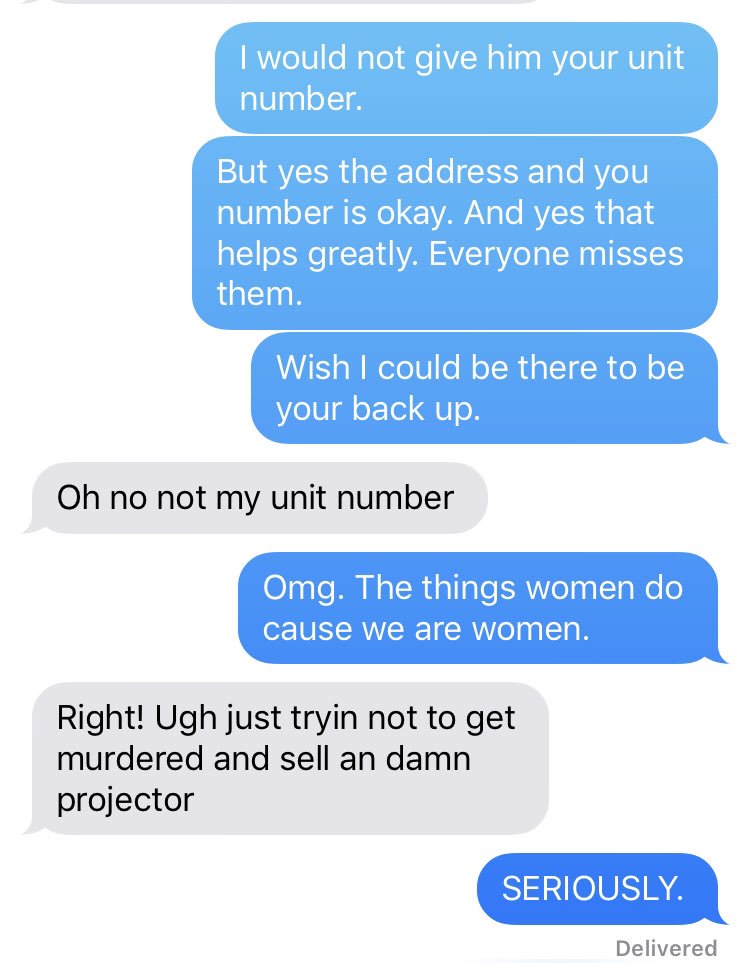 I would not give him your unit
number.
But yes the address and you
number is okay. And yes that
helps greatly. Everyone misses
them.
Wish I could be there to be
your back up.
Oh no not my unit number
Omg. The things women do
cause we are women.
Right! Ugh just tryin not to get
murdered and sell an damn
projector
SERIOUSLY.
Delivered